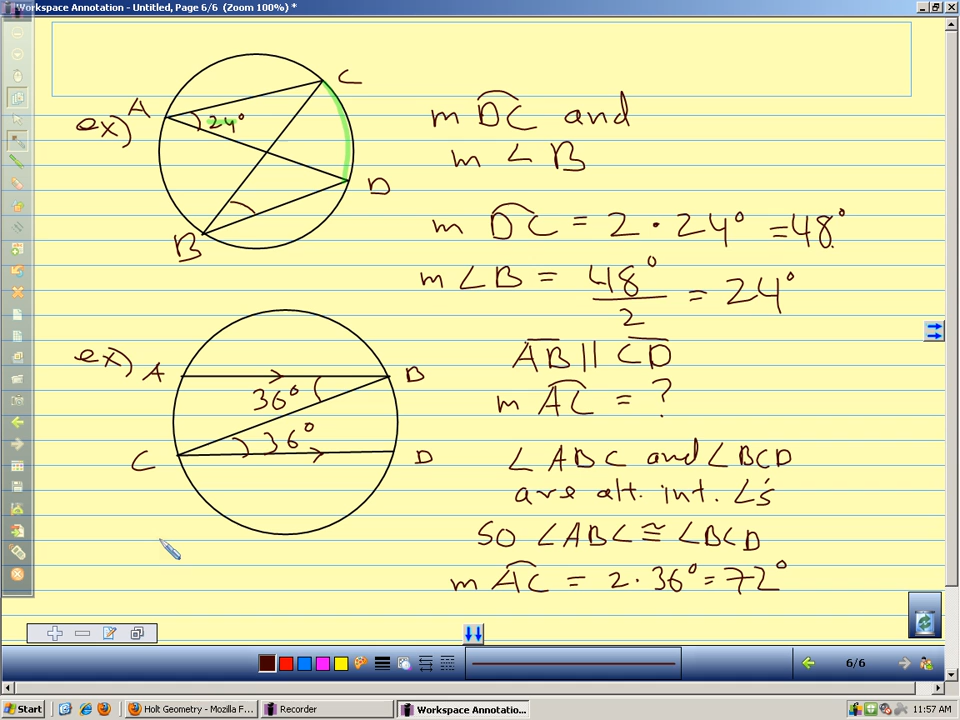 Workspace Annotation - Untitled, Page 6/6 (Zoom 100%) *
ex)
A
C
24°
D
B
m DC and
m ∠B
m DC = 2 · 24° = 48°
m∠B = 48°/2 = 24°
ex)
A
B
36°
36°
C
D
AB || CD
m AC = ?
∠ABC and ∠BCD
are alt. int. ∠'s
so ∠ABC ≅ ∠BCD
m AC = 2 · 36° = 72°
6/6
Start
Holt Geometry - Mozilla F...
Recorder
Workspace Annotatio...
11:57 AM